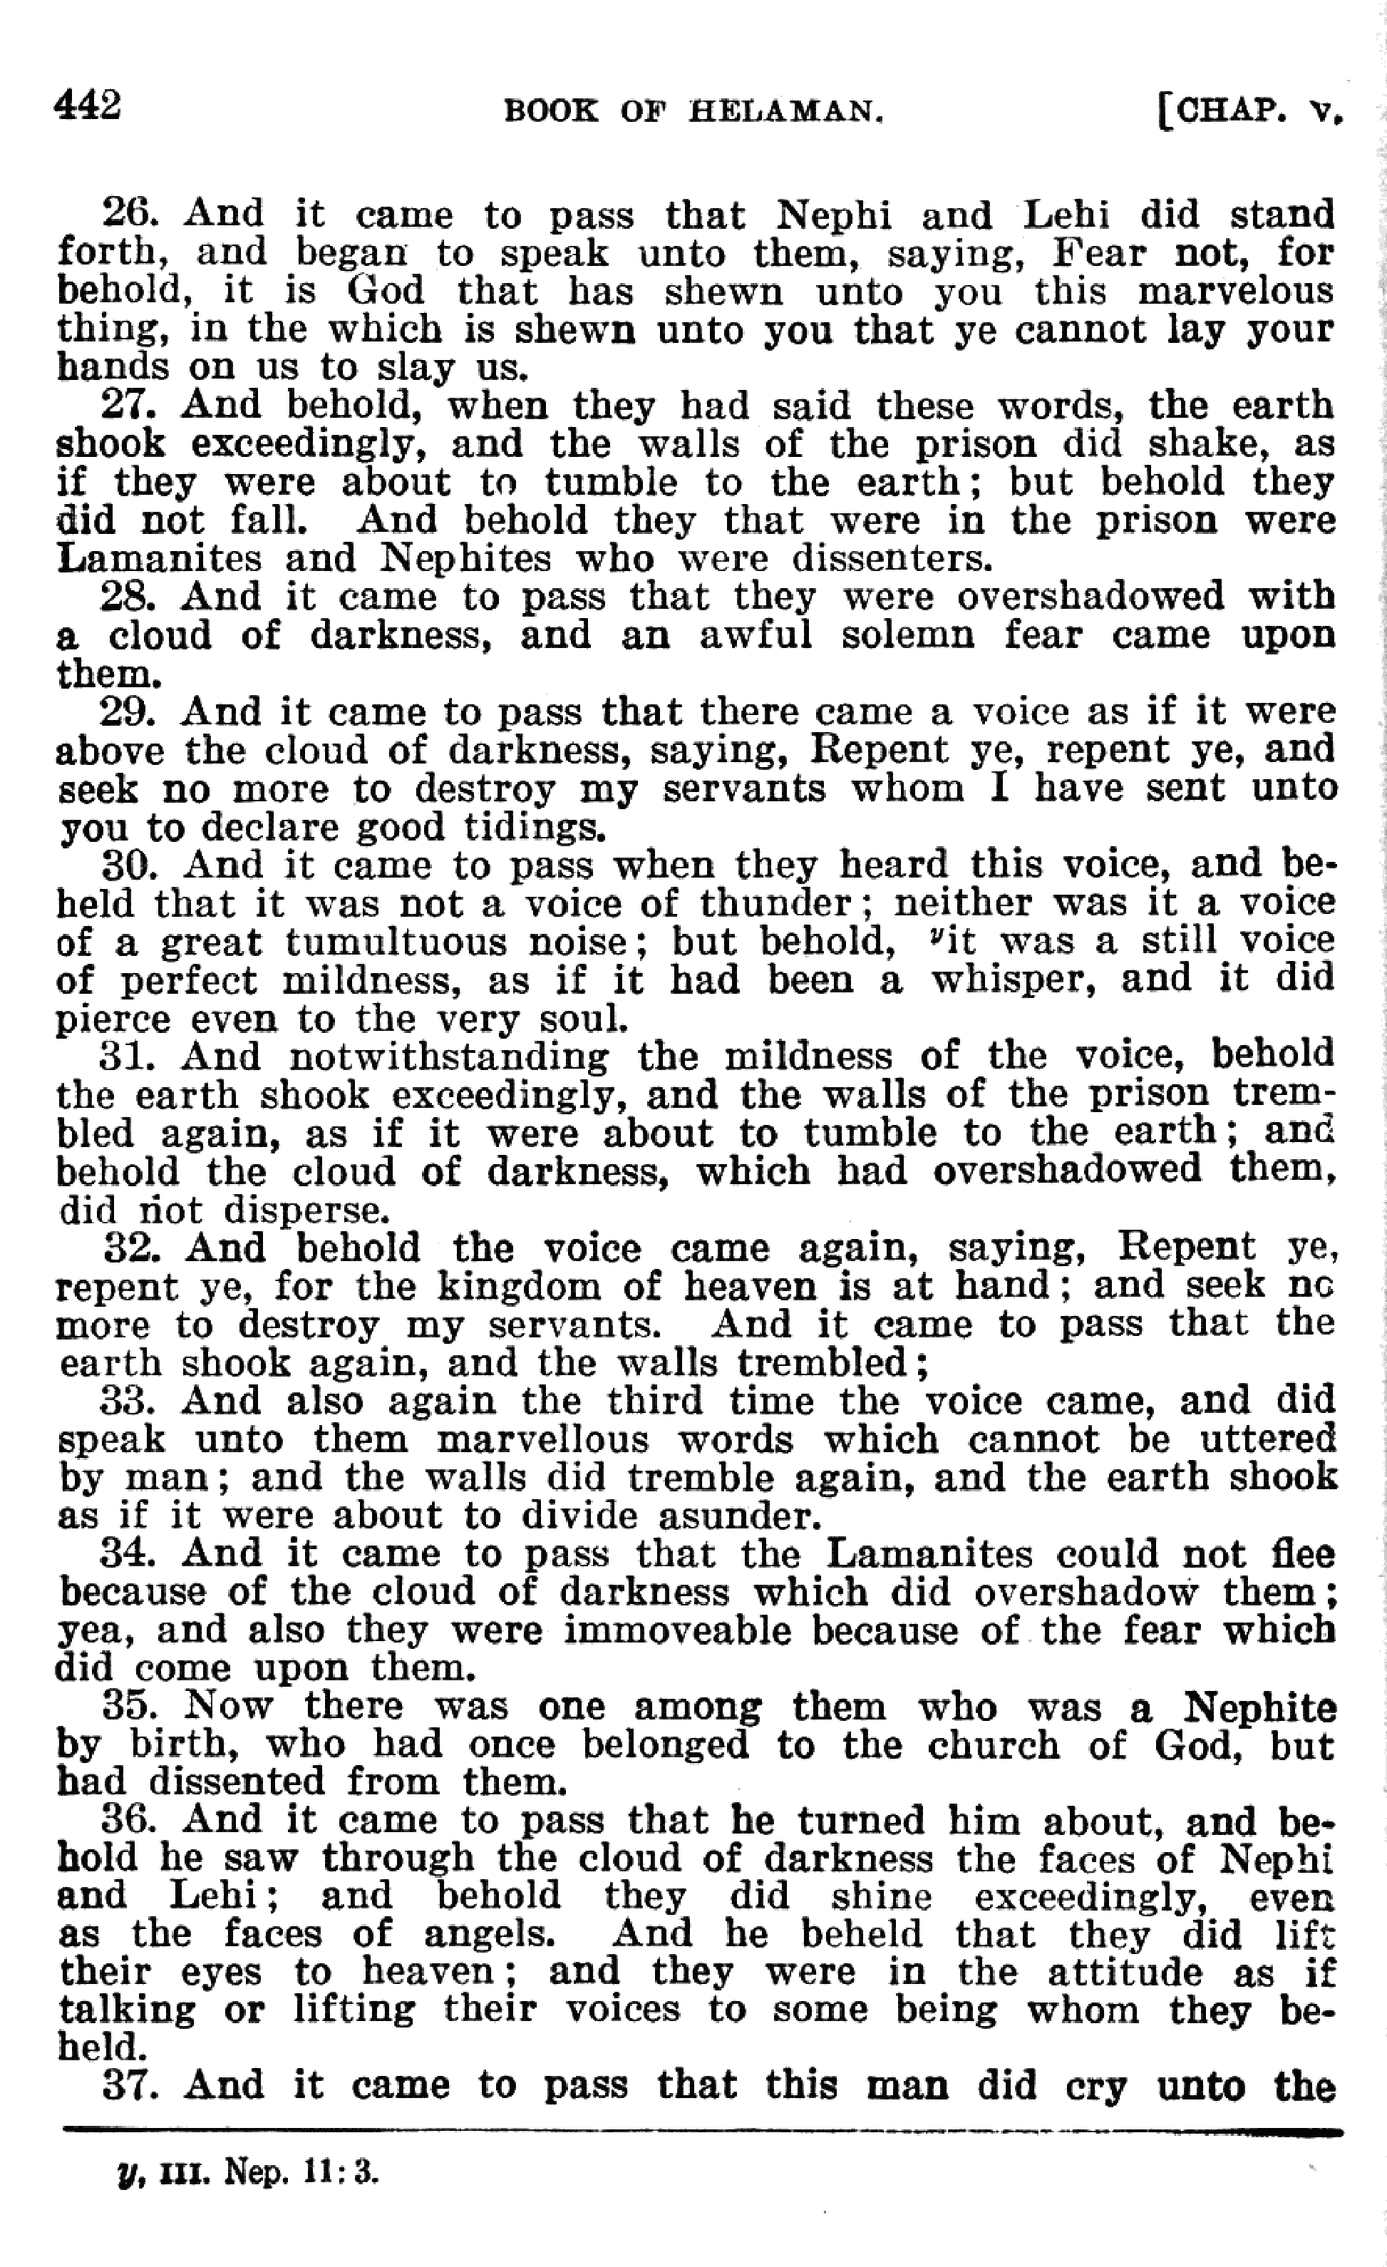 442 BOOK OF HELAMAN. [CHAP. V.
26. And it came to pass that Nephi and Lehi did stand
forth, and began to speak unto them, saying, Fear not, for
behold, it is God that has shewn unto you this marvelous
thing, in the which is shewn unto you that ye cannot lay your
hands on us to slay us.
27. And behold, when they had said these words, the earth
shook exceedingly, and the walls of the prison did shake, as
if they were about to tumble to the earth; but behold they
did not fall. And behold they that were in the prison were
Lamanites and Nephites who were dissenters.
28. And it came to pass that they were overshadowed with
a cloud of darkness, and an awful solemn fear came upon
them.
29. And it came to pass that there came a voice as if it were
above the cloud of darkness, saying, Repent ye, repent ye, and
seek no more to destroy my servants whom I have sent unto
you to declare good tidings.
30. And it came to pass when they heard this voice, and be-
held that it was not a voice of thunder; neither was it a voice
of a great tumultuous noise; but behold, yit was a still voice
of perfect mildness, as if it had been a whisper, and it did
pierce even to the very soul.
31. And notwithstanding the mildness of the voice, behold
the earth shook exceedingly, and the walls of the prison trem-
bled again, as if it were about to tumble to the earth; and
behold the cloud of darkness, which had overshadowed them,
did not disperse.
32. And behold the voice came again, saying, Repent ye,
repent ye, for the kingdom of heaven is at hand; and seek no
more to destroy my servants. And it came to pass that the
earth shook again, and the walls trembled;
33. And also again the third time the voice came, and did
speak unto them marvellous words which cannot be uttered
by man; and the walls did tremble again, and the earth shook
as if it were about to divide asunder.
34. And it came to pass that the Lamanites could not flee
because of the cloud of darkness which did overshadow them;
yea, and also they were immoveable because of the fear which
did come upon them.
35. Now there was one among them who was a Nephite
by birth, who had once belonged to the church of God, but
had dissented from them.
36. And it came to pass that he turned him about, and be-
hold he saw through the cloud of darkness the faces of Nephi
and Lehi; and behold they did shine exceedingly, even
as the faces of angels. And he beheld that they did lift
their eyes to heaven; and they were in the attitude as if
talking or lifting their voices to some being whom they be-
held.
37. And it came to pass that this man did cry unto the
y, III. Nep. 11:3.